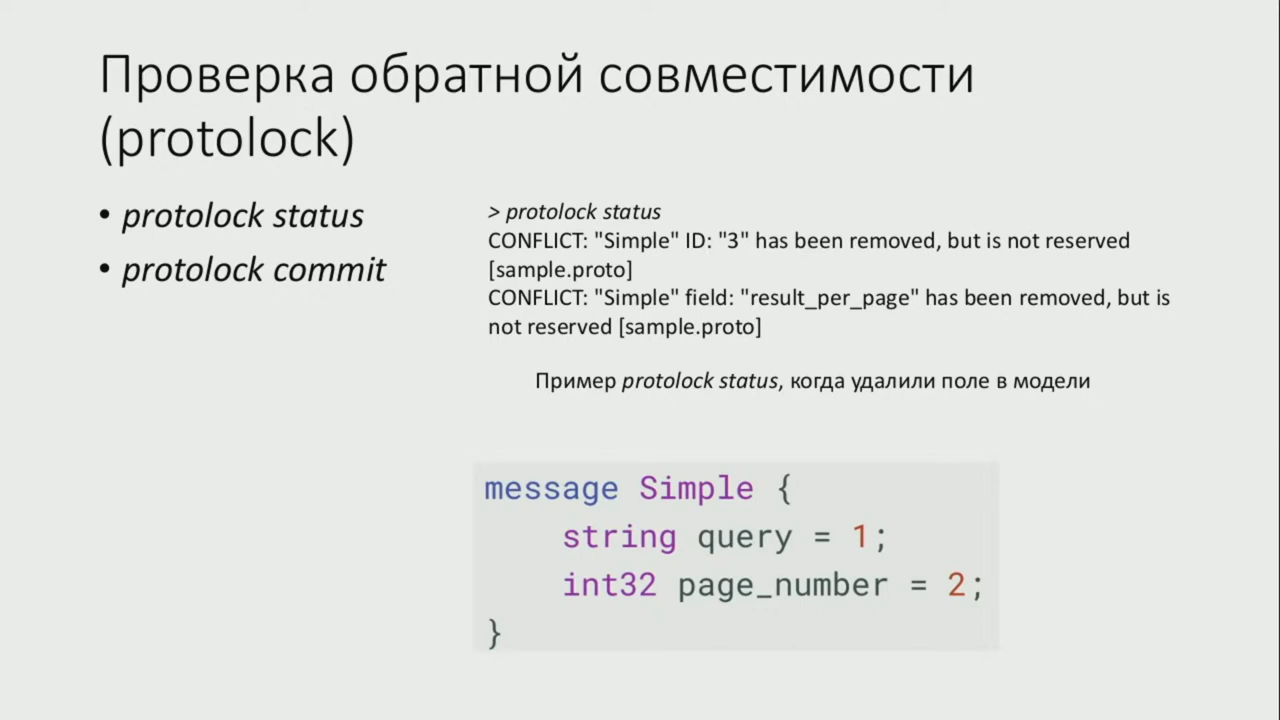 Проверка обратной совместимости
(protolock)
• protolock status
• protolock commit
> protolock status
CONFLICT: "Simple" ID: "3" has been removed, but is not reserved
[sample.proto]
CONFLICT: "Simple" field: "result_per_page" has been removed, but is
not reserved [sample.proto]
Пример protolock status, когда удалили поле в модели
message Simple {
    string query = 1;
    int32 page_number = 2;
}